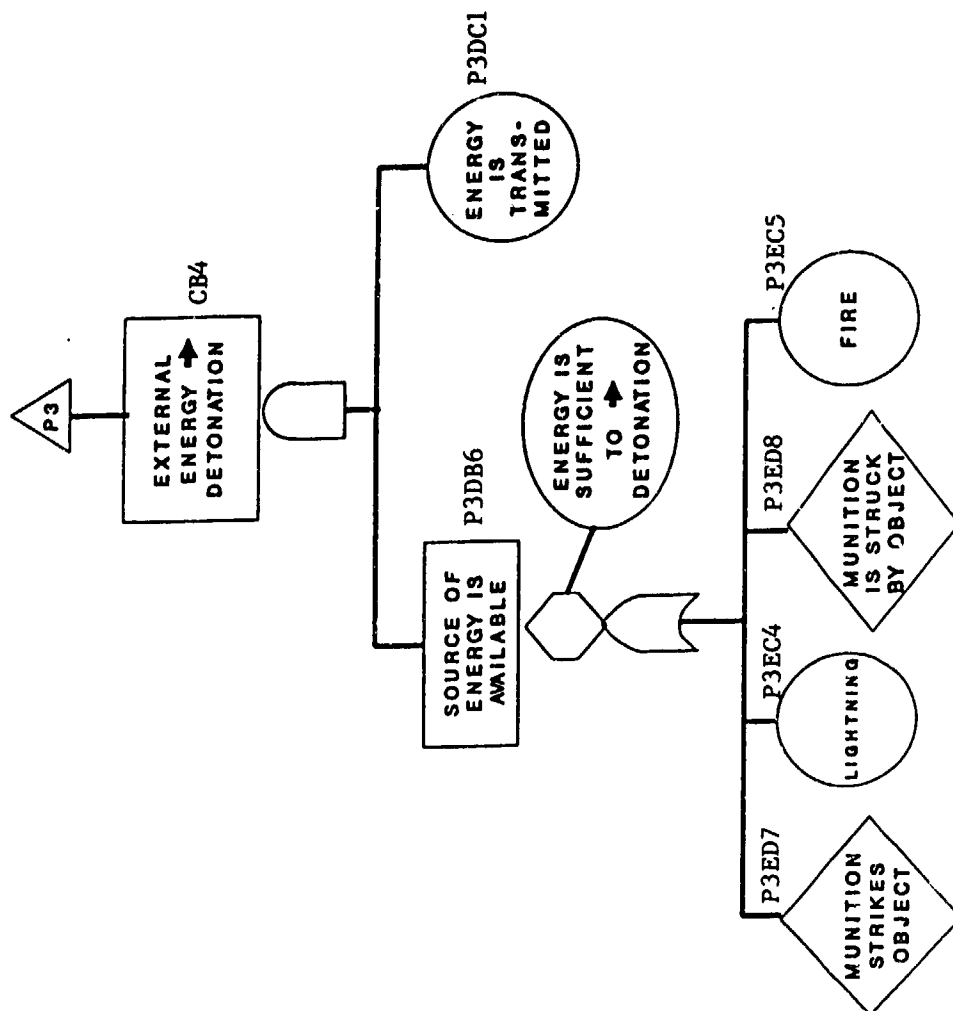 P3
EXTERNAL
ENERGY →
DETONATION
CB4
SOURCE OF
ENERGY IS
AVAILABLE
P3DB6
ENERGY
IS
TRANS-
MITTED
P3DC1
ENERGY IS
SUFFICIENT
TO →
DETONATION
MUNITION
STRIKES
OBJECT
P3ED7
LIGHTNING
P3EC4
MUNITION
IS STRUCK
BY OBJECT
P3ED8
FIRE
P3EC5